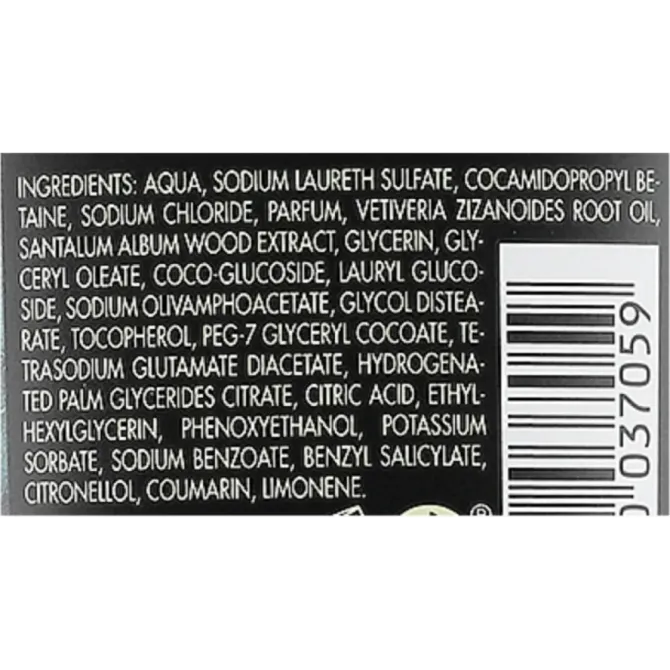 INGREDIENTS: AQUA, SODIUM LAURETH SULFATE, COCAMIDOPROPYL BE-
TAINE, SODIUM CHLORIDE, PARFUM, VETIVERIA ZIZANOIDES ROOT OIL,
SANTALUM ALBUM WOOD EXTRACT, GLYCERIN, GLY-
CERYL OLEATE, COCO-GLUCOSIDE, LAURYL GLUCO-
SIDE, SODIUM OLIVAMPHOACETATE, GLYCOL DISTEA-
RATE, TOCOPHEROL, PEG-7 GLYCERYL COCOATE, TE-
TRASODIUM GLUTAMATE DIACETATE, HYDROGENA-
TED PALM GLYCERIDES CITRATE, CITRIC ACID, ETHYL-
HEXYLGLYCERIN, PHENOXYETHANOL, POTASSIUM
SORBATE, SODIUM BENZOATE, BENZYL SALICYLATE,
CITRONELLOL, COUMARIN, LIMONENE.
®
037059